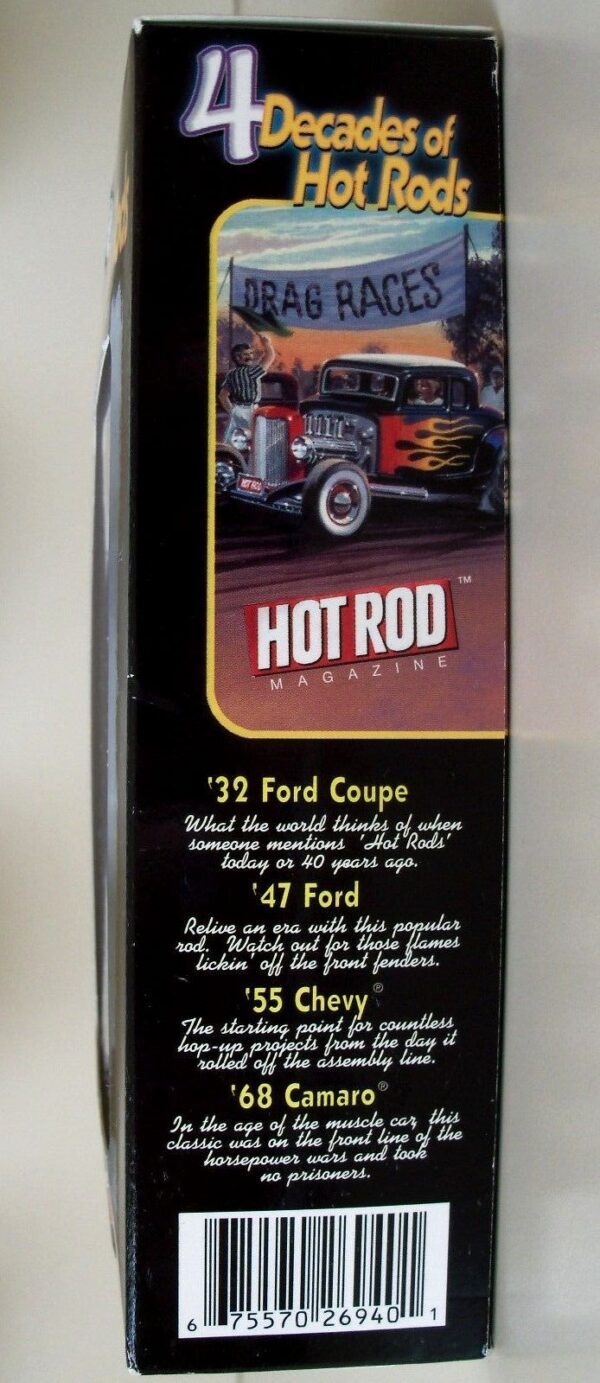 4 Decades of
Hot Rods
DRAG RACES
HOT ROD
HOT ROD™
MAGAZINE
'32 Ford Coupe
What the world thinks of when
someone mentions 'Hot Rods'
today or 40 years ago.
'47 Ford
Relive an era with this popular
rod. Watch out for those flames
lickin' off the front fenders.
'55 Chevy®
The starting point for countless
hop-up projects from the day it
rolled off the assembly line.
'68 Camaro®
In the age of the muscle car, this
classic was on the front line of the
horsepower wars and took
no prisoners.
6 75570 26940 1